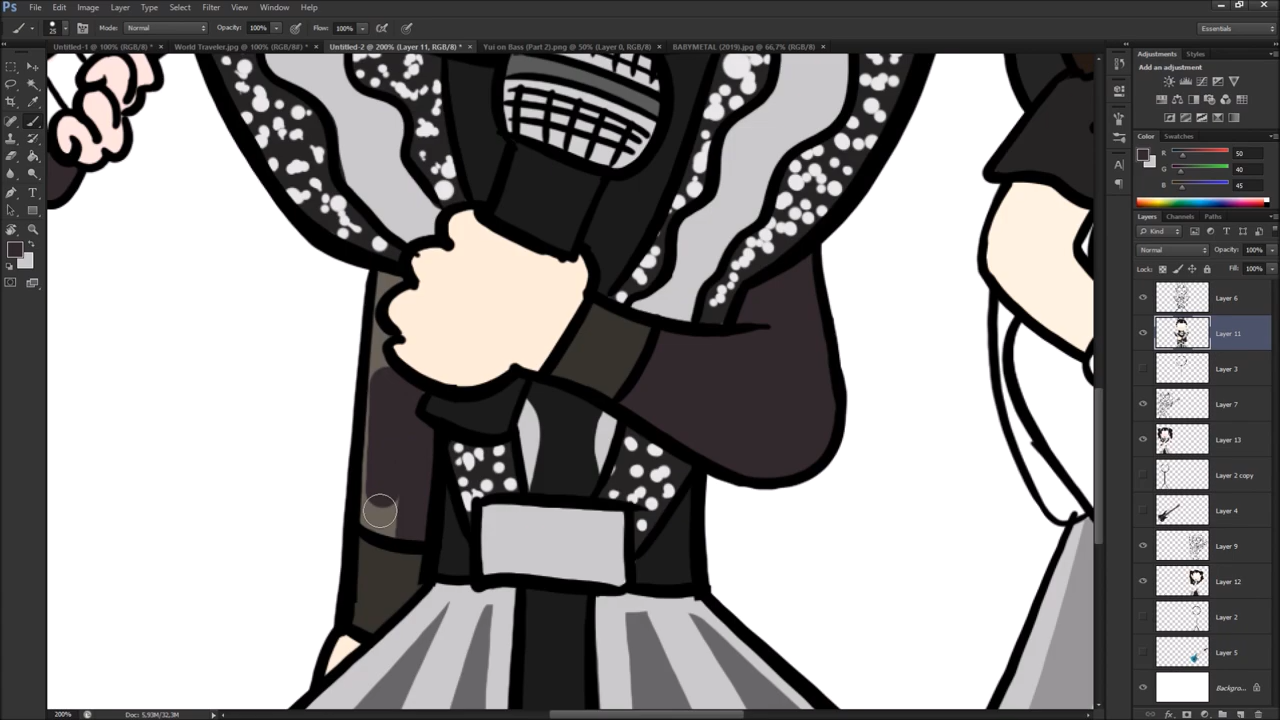 Ps File Edit Image Layer Type Select Filter View Window Help
25 Mode: Normal Opacity: 100% Flow: 100% Essentials
Untitled-1 @ 100% (RGB/8) * × World Traveler.jpg @ 100% (RGB/8#) * × Untitled-2 @ 200% (Layer 11, RGB/8) * × Yui on Bass (Part 2).png @ 50% (Layer 0, RGB/8) × BABYMETAL (2019).jpg @ 66,7% (RGB/8) ×
Adjustments Styles
Add an adjustment
Color Swatches
R 50
G 40
B 45
Layers Channels Paths
Kind
Normal Opacity: 100%
Lock: Fill: 100%
Layer 6
Layer 11
Layer 3
Layer 7
Layer 13
Layer 2 copy
Layer 4
Layer 9
Layer 12
Layer 2
Layer 5
Backgro...
200% Doc: 5,93M/32,3M